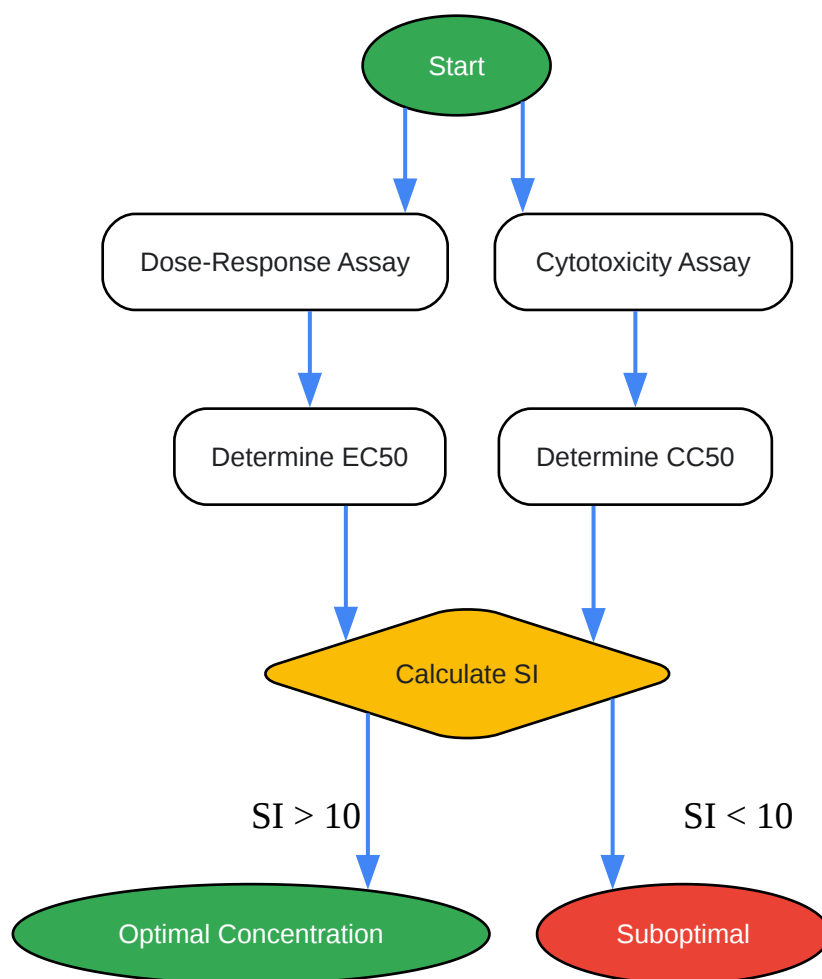 Start
Dose-Response Assay
Cytotoxicity Assay
Determine EC50
Determine CC50
Calculate SI
SI > 10
SI < 10
Optimal Concentration
Suboptimal